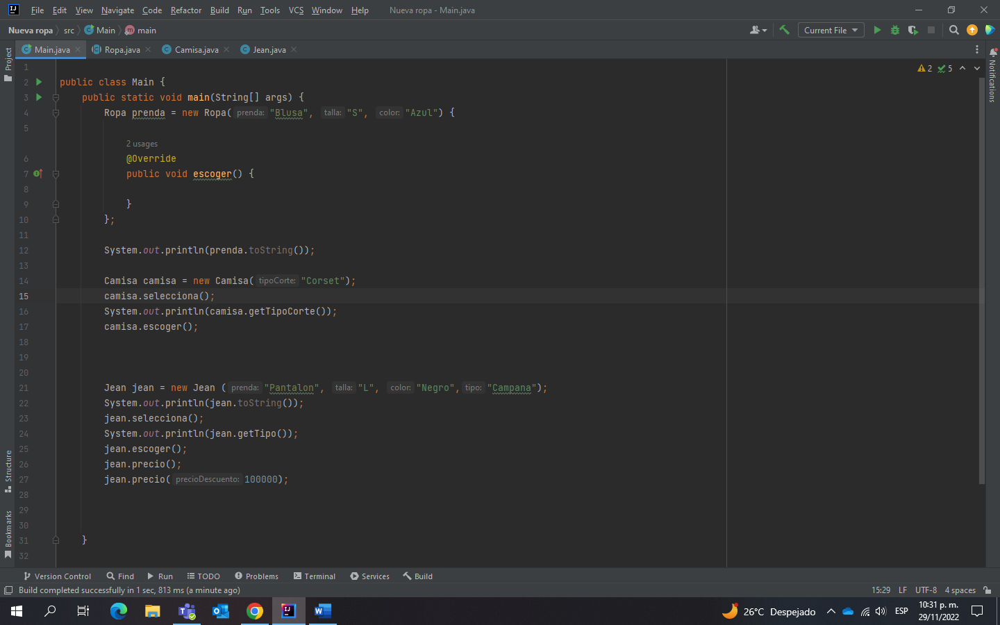 File Edit View Navigate Code Refactor Build Run Tools VCS Window Help Nueva ropa - Main.java
Nueva ropa src Main main Current File
Project Main.java Ropa.java Camisa.java Jean.java Notifications
1 2 5
2 public class Main {
3 public static void main(String[] args) {
4 Ropa prenda = new Ropa( prenda: "Blusa", talla: "S", color: "Azul") {
5
2 usages
6 @Override
7 public void escoger() {
8
9 }
10 };
11
12 System.out.println(prenda.toString());
13
14 Camisa camisa = new Camisa( tipoCorte: "Corset");
15 camisa.selecciona();
16 System.out.println(camisa.getTipoCorte());
17 camisa.escoger();
18
19
20
21 Jean jean = new Jean ( prenda: "Pantalon", talla: "L", color: "Negro", tipo: "Campana");
22 System.out.println(jean.toString());
23 jean.selecciona();
24 System.out.println(jean.getTipo());
25 jean.escoger();
26 jean.precio();
27 jean.precio( precioDescuento: 100000);
28
29
30
31 }
32
Structure
Bookmarks
Version Control Find Run TODO Problems Terminal Services Build
Build completed successfully in 1 sec, 813 ms (a minute ago) 15:29 LF UTF-8 4 spaces
26°C Despejado ESP 10:31 p. m.
29/11/2022